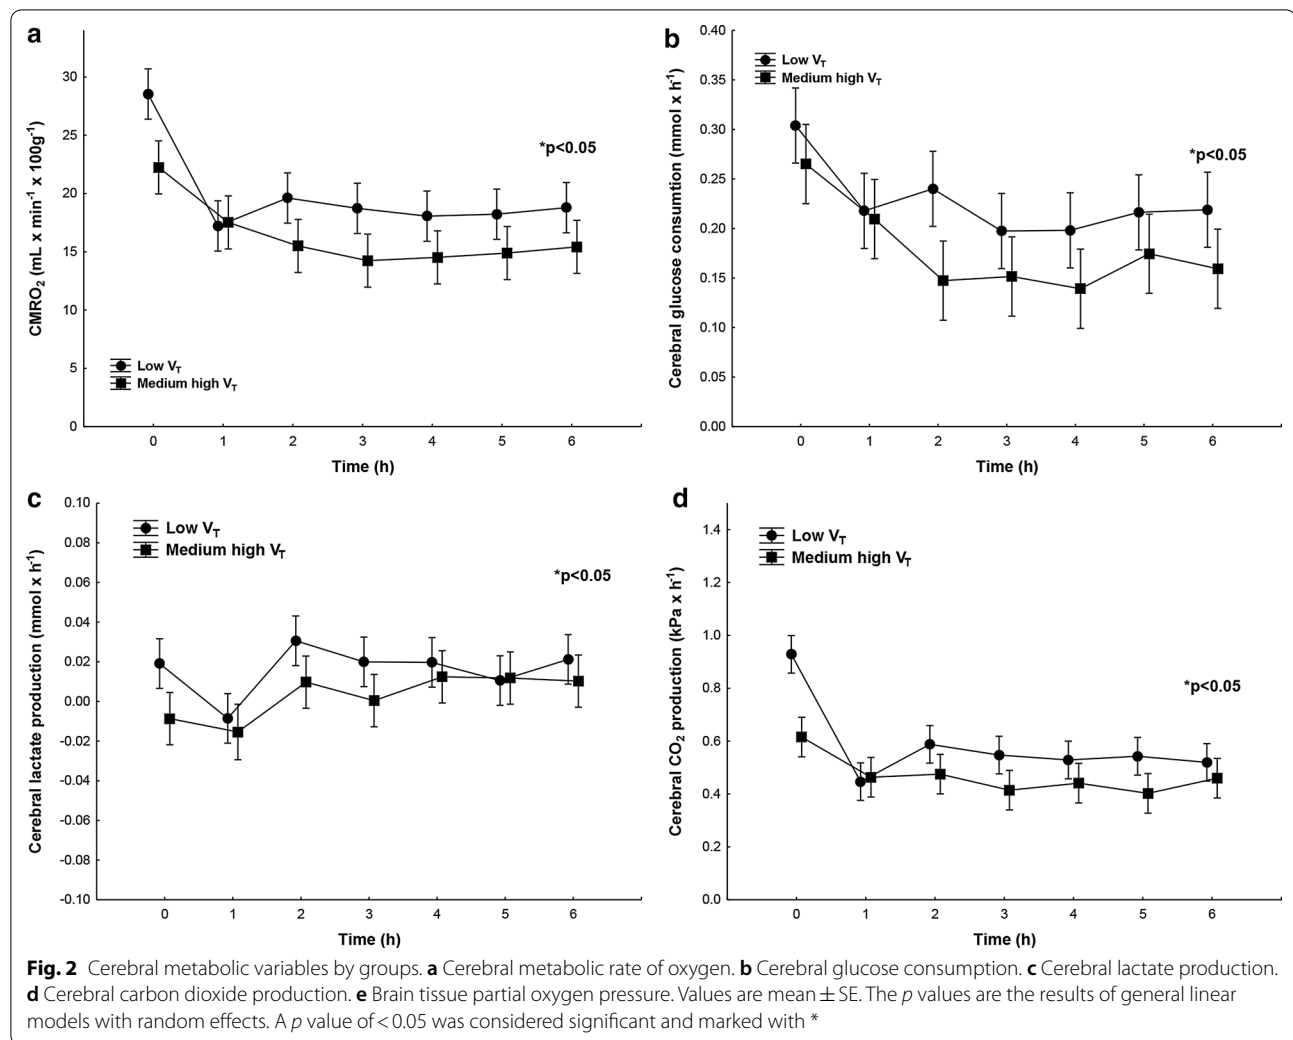 a
CMRO2 (mL x min-1 x 100g-1)
30
25
20
15
10
5
0
*p<0.05
Low VT
Medium high VT
0 1 2 3 4 5 6
Time (h)
b
Cerebral glucose consumtion (mmol x h-1)
0.40
0.35
0.30
0.25
0.20
0.15
0.10
0.05
0.00
Low VT
Medium high VT
*p<0.05
0 1 2 3 4 5 6
Time (h)
c
Cerebral lactate production (mmol x h-1)
0.10
0.08
0.06
0.04
0.02
0.00
-0.02
-0.04
-0.06
-0.08
-0.10
Low VT
Medium high VT
*p<0.05
0 1 2 3 4 5 6
Time (h)
d
Cerebral CO2 production (kPa x h-1)
1.4
1.2
1.0
0.8
0.6
0.4
0.2
0.0
Low VT
Medium high VT
*p<0.05
0 1 2 3 4 5 6
Time (h)
Fig. 2 Cerebral metabolic variables by groups. a Cerebral metabolic rate of oxygen. b Cerebral glucose consumption. c Cerebral lactate production.
d Cerebral carbon dioxide production. e Brain tissue partial oxygen pressure. Values are mean ± SE. The p values are the results of general linear
models with random effects. A p value of < 0.05 was considered significant and marked with *